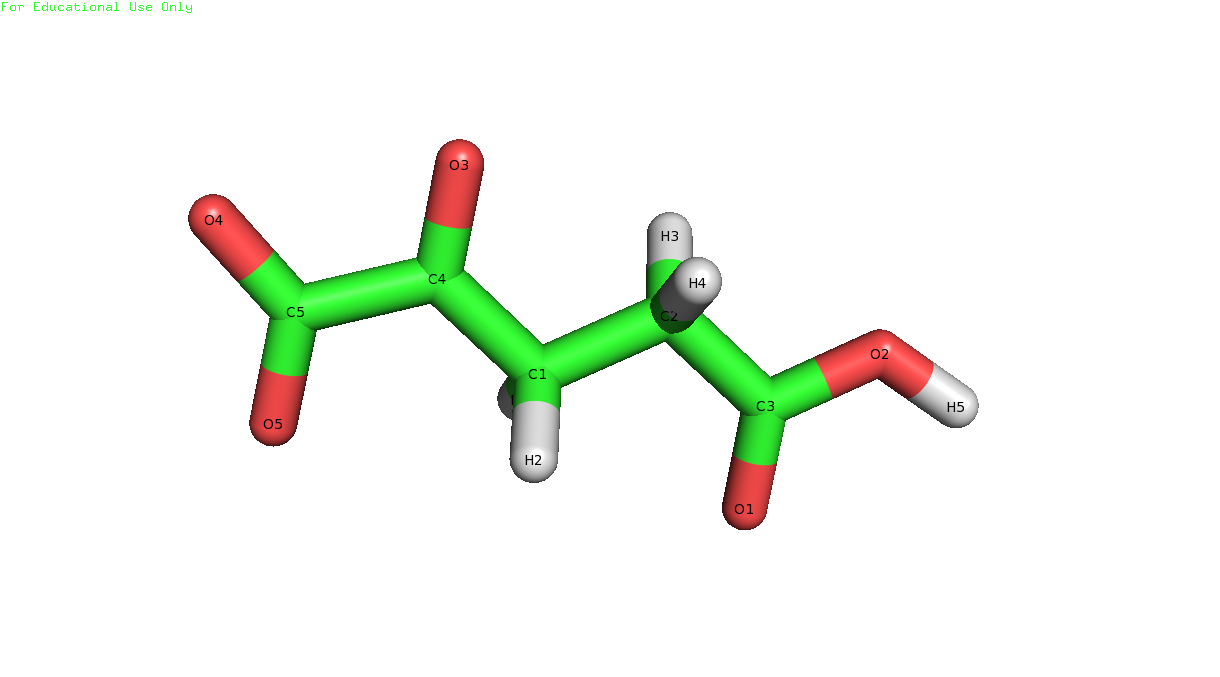 For Educational Use Only
O3
O4
H3
C4
H4
C5
C2
O2
C1
C3
H5
O5
H2
O1